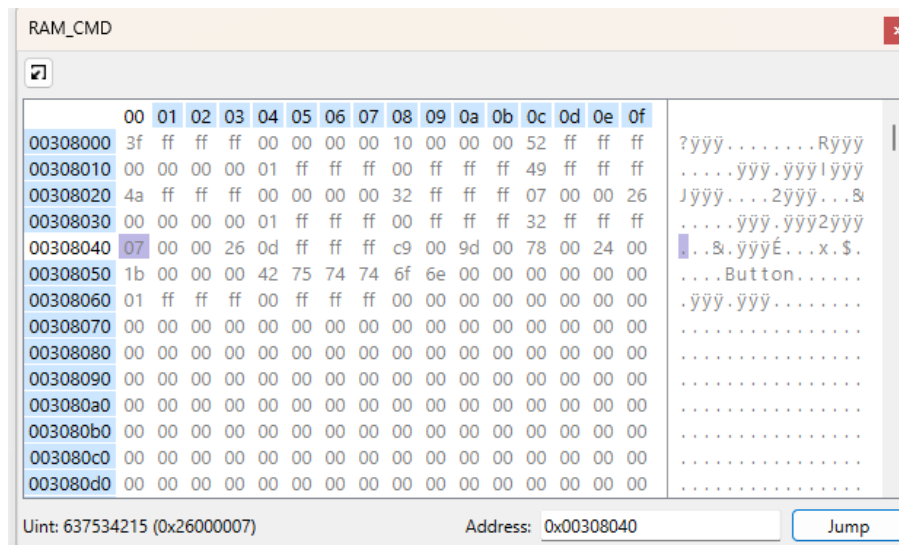 RAM_CMD
00 01 02 03 04 05 06 07 08 09 0a 0b 0c 0d 0e 0f
00308000 3f ff ff ff 00 00 00 00 10 00 00 00 52 ff ff ff ?ÿÿÿ........Rÿÿÿ
00308010 00 00 00 00 01 ff ff ff 00 ff ff ff 49 ff ff ff .....ÿÿÿ.ÿÿÿIÿÿÿ
00308020 4a ff ff ff 00 00 00 00 32 ff ff ff 07 00 00 26 Jÿÿÿ....2ÿÿÿ...&
00308030 00 00 00 00 01 ff ff ff 00 ff ff ff 32 ff ff ff .....ÿÿÿ.ÿÿÿ2ÿÿÿ
00308040 07 00 00 26 0d ff ff ff c9 00 9d 00 78 00 24 00 ...&.ÿÿÿÉ...x.$.
00308050 1b 00 00 00 42 75 74 74 6f 6e 00 00 00 00 00 00 ....Button......
00308060 01 ff ff ff 00 ff ff ff 00 00 00 00 00 00 00 00 .ÿÿÿ.ÿÿÿ........
00308070 00 00 00 00 00 00 00 00 00 00 00 00 00 00 00 00 ................
00308080 00 00 00 00 00 00 00 00 00 00 00 00 00 00 00 00 ................
00308090 00 00 00 00 00 00 00 00 00 00 00 00 00 00 00 00 ................
003080a0 00 00 00 00 00 00 00 00 00 00 00 00 00 00 00 00 ................
003080b0 00 00 00 00 00 00 00 00 00 00 00 00 00 00 00 00 ................
003080c0 00 00 00 00 00 00 00 00 00 00 00 00 00 00 00 00 ................
003080d0 00 00 00 00 00 00 00 00 00 00 00 00 00 00 00 00 ................
Uint: 637534215 (0x26000007) Address: 0x00308040 Jump